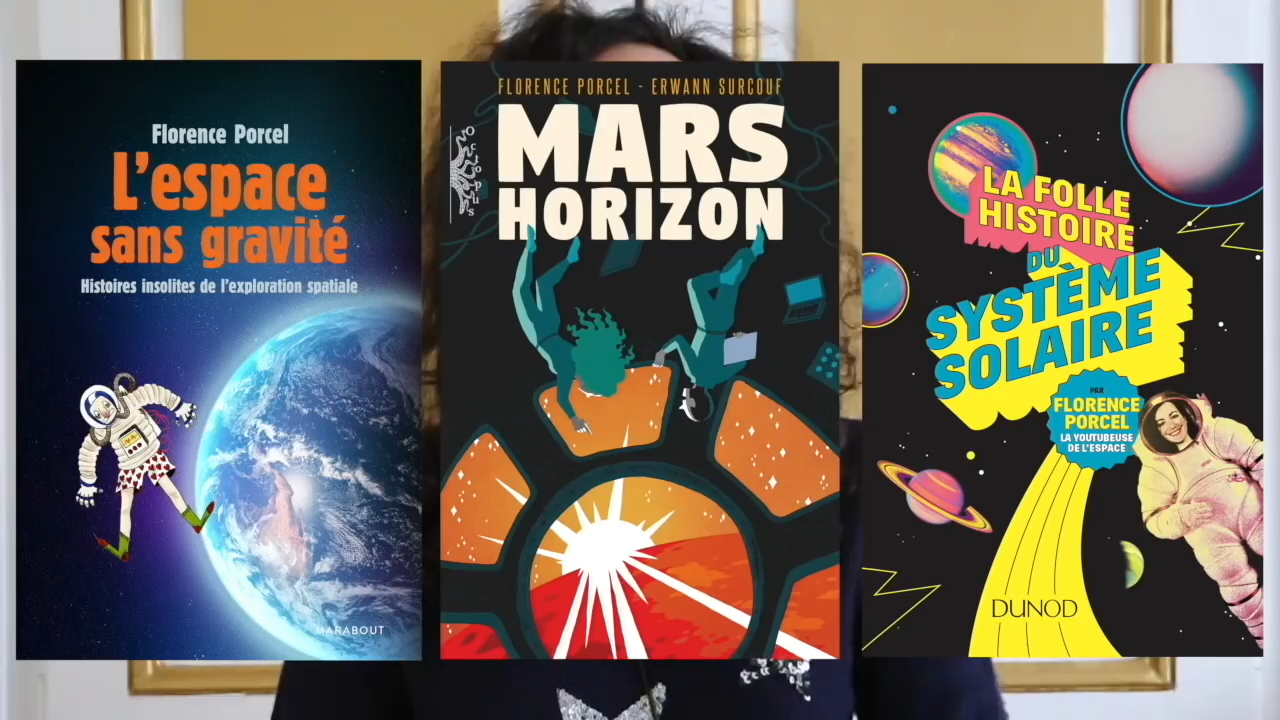 Florence Porcel
L'espace
sans gravité
Histoires insolites de l'exploration spatiale
MARABOUT
FLORENCE PORCEL - ERWANN SURCOUF
MARS
HORIZON
Octopus
LA FOLLE
HISTOIRE
DU
SYSTÈME
SOLAIRE
PAR
FLORENCE
PORCEL
LA YOUTUBEUSE
DE L'ESPACE
DUNOD